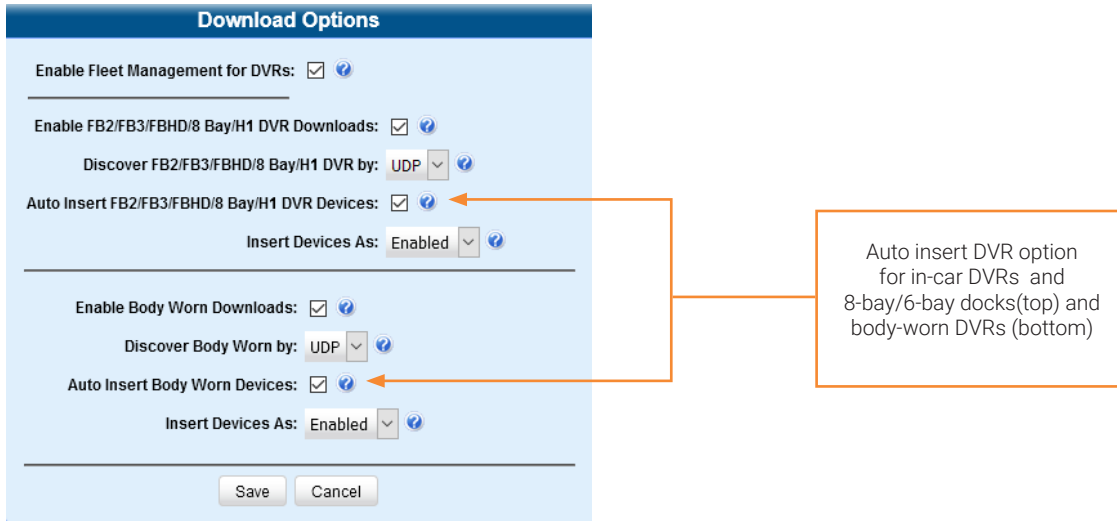 Download Options
Enable Fleet Management for DVRs:
Enable FB2/FB3/FBHD/8 Bay/H1 DVR Downloads:
Discover FB2/FB3/FBHD/8 Bay/H1 DVR by: UDP
Auto Insert FB2/FB3/FBHD/8 Bay/H1 DVR Devices:
Insert Devices As: Enabled
Enable Body Worn Downloads:
Discover Body Worn by: UDP
Auto Insert Body Worn Devices:
Insert Devices As: Enabled
Save Cancel
Auto insert DVR option
for in-car DVRs and
8-bay/6-bay docks(top) and
body-worn DVRs (bottom)